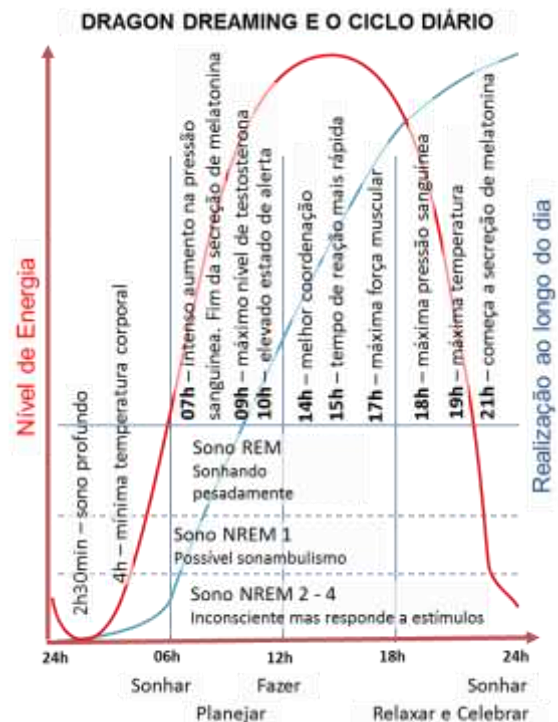 DRAGON DREAMING E O CICLO DIÁRIO
Nível de Energia
2h30min – sono profundo
4h – mínima temperatura corporal
07h – intenso aumento na pressão
sanguínea. Fim da secreção de melatonina
09h – máximo nível de testosterona
10h – elevado estado de alerta
14h – melhor coordenação
15h – tempo de reação mais rápida
17h – máxima força muscular
18h – máxima pressão sanguínea
19h – máxima temperatura
21h – começa a secreção de melatonina
Realização ao longo do dia
Sono REM
Sonhando
pesadamente
Sono NREM 1
Possível sonambulismo
Sono NREM 2 - 4
Inconsciente mas responde a estímulos
24h 06h 12h 18h 24h
Sonhar Fazer Sonhar
Planejar Relaxar e Celebrar